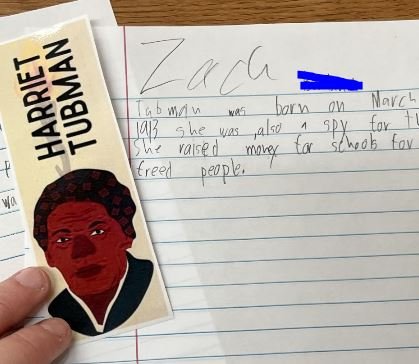 HARRIET
TUBMAN
Zach
Tubman was born on March
1913 she was also a spy for
She raised money for schools for
freed people.
wa